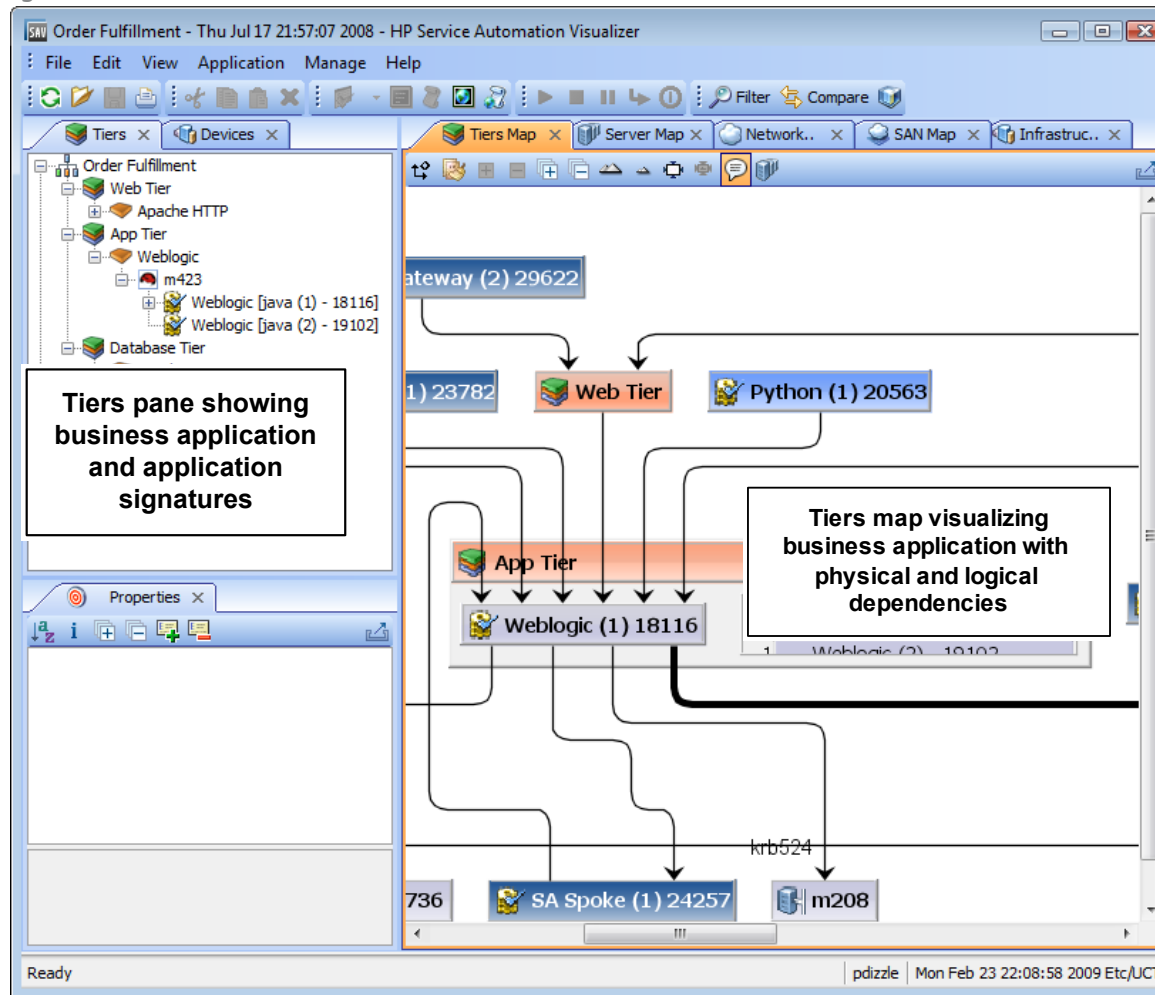 SAV Order Fulfillment - Thu Jul 17 21:57:07 2008 - HP Service Automation Visualizer
File Edit View Application Manage Help
Filter Compare
Tiers Devices
Order Fulfillment
Web Tier
Apache HTTP
App Tier
Weblogic
m423
Weblogic [java (1) - 18116]
Weblogic [java (2) - 19102]
Database Tier
Tiers pane showing
business application
and application
signatures
Properties
Tiers Map Server Map Network.. SAN Map Infrastruc..
ateway (2) 29622
1) 23782
Web Tier
Python (1) 20563
App Tier
Tiers map visualizing
business application with
physical and logical
dependencies
Weblogic (1) 18116
1 Weblogic (2) - 19102
krb524
736
SA Spoke (1) 24257
m208
Ready
pdizzle Mon Feb 23 22:08:58 2009 Etc/UCT